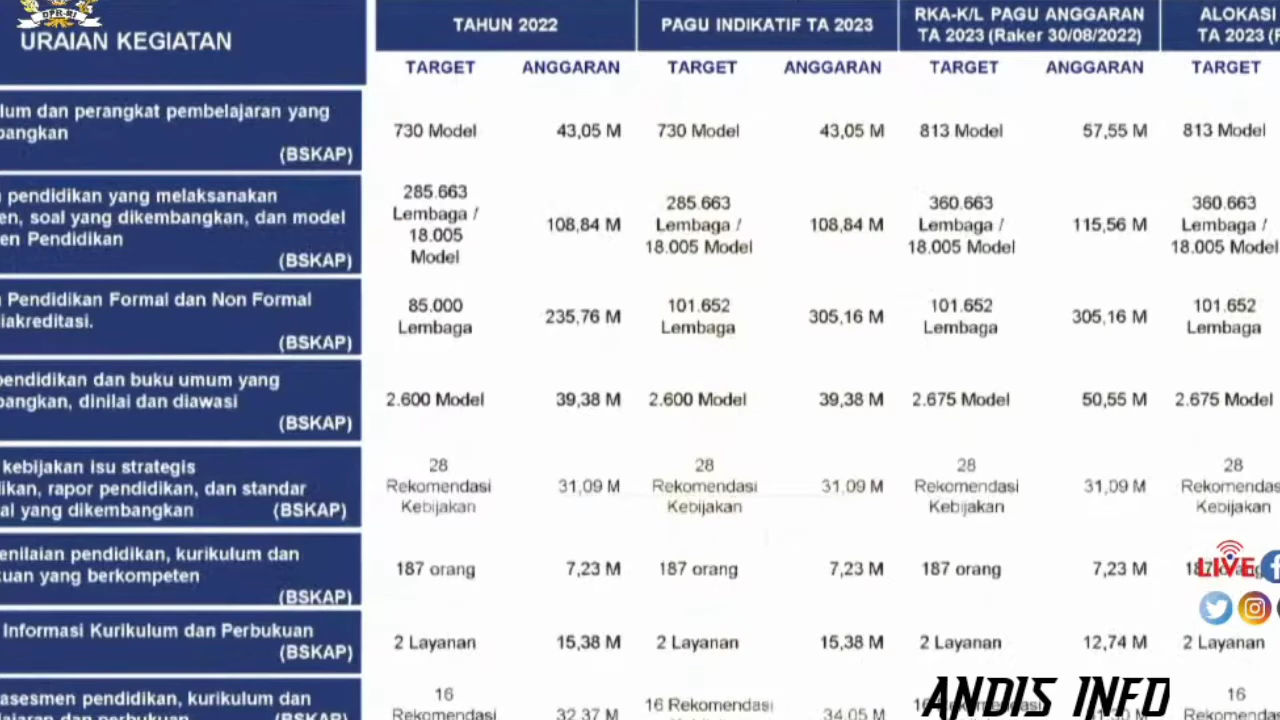 DPR-RI
URAIAN KEGIATAN
TAHUN 2022
PAGU INDIKATIF TA 2023
RKA-K/L PAGU ANGGARAN
TA 2023 (Raker 30/08/2022)
ALOKASI
TA 2023
TARGET ANGGARAN TARGET ANGGARAN TARGET ANGGARAN TARGET
lum dan perangkat pembelajaran yang
bangkan
(BSKAP)
730 Model 43,05 M 730 Model 43,05 M 813 Model 57,55 M 813 Model
pendidikan yang melaksanakan
en, soal yang dikembangkan, dan model
en Pendidikan
(BSKAP)
285.663
Lembaga /
18.005
Model
108,84 M
285.663
Lembaga /
18.005 Model
108,84 M
360.663
Lembaga /
18.005 Model
115,56 M
360.663
Lembaga /
18.005 Model
Pendidikan Formal dan Non Formal
iakreditasi.
(BSKAP)
85.000
Lembaga
235,76 M
101.652
Lembaga
305,16 M
101.652
Lembaga
305,16 M
101.652
Lembaga
pendidikan dan buku umum yang
bangkan, dinilai dan diawasi
(BSKAP)
2.600 Model 39,38 M 2.600 Model 39,38 M 2.675 Model 50,55 M 2.675 Model
kebijakan isu strategis
ikan, rapor pendidikan, dan standar
al yang dikembangkan (BSKAP)
28
Rekomendasi
Kebijakan
31,09 M
28
Rekomendasi
Kebijakan
31,09 M
28
Rekomendasi
Kebijakan
31,09 M
28
Rekomendas
Kebijakan
enilaian pendidikan, kurikulum dan
kuan yang berkompeten
(BSKAP)
187 orang 7,23 M 187 orang 7,23 M 187 orang 7,23 M 187 orang
LIVE
Informasi Kurikulum dan Perbukuan
(BSKAP)
2 Layanan 15,38 M 2 Layanan 15,38 M 2 Layanan 12,74 M 2 Layanan
asesmen pendidikan, kurikulum dan
lajaran dan perbukuan (BSKAP)
16
Rekomendasi
32,37 M
16 Rekomendasi
34,05 M
16 Rekomendasi
16
Rekomendas
ANDIS INFO